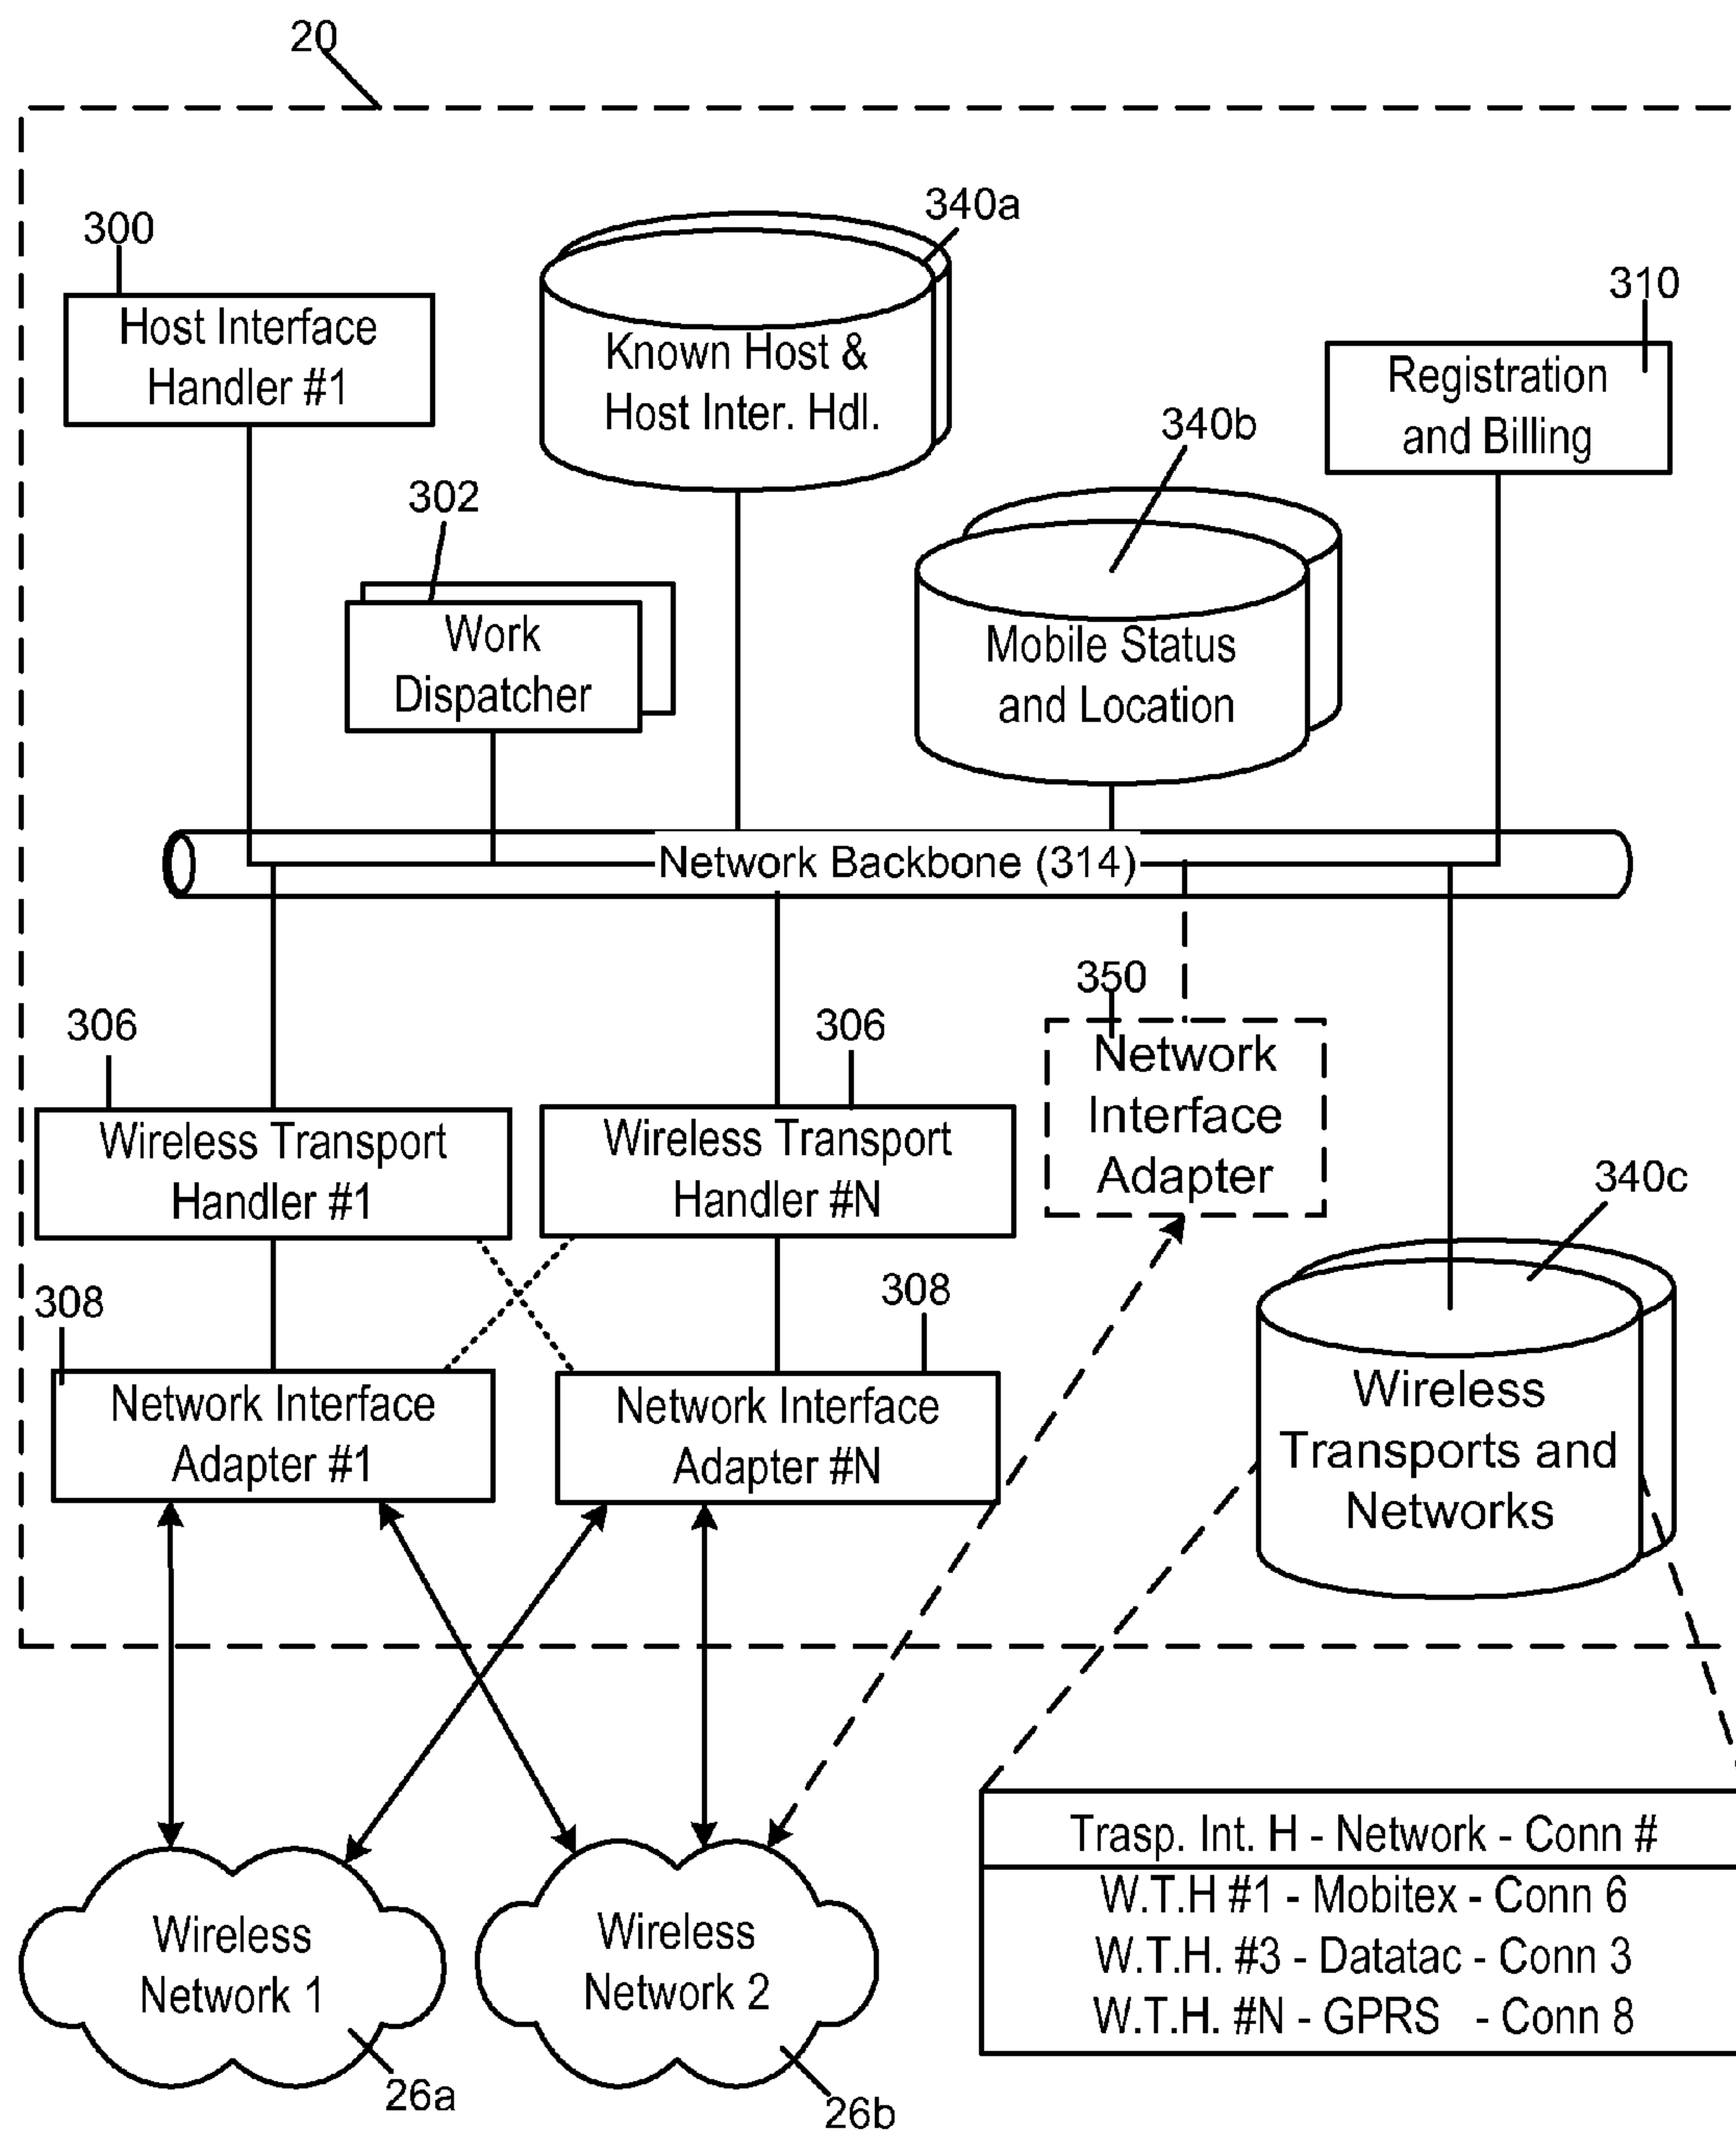 20
340a
300
310
Host Interface
Handler #1
Known Host &
Host Inter. Hdl.
Registration
and Billing
340b
302
Work
Dispatcher
Mobile Status
and Location
Network Backbone (314)
350
306
306
Network
Interface
Adapter
Wireless Transport
Handler #1
Wireless Transport
Handler #N
340c
308
308
Network Interface
Adapter #1
Network Interface
Adapter #N
Wireless
Transports and
Networks
Trasp. Int. H - Network - Conn #
W.T.H #1 - Mobitex - Conn 6
W.T.H. #3 - Datatac - Conn 3
W.T.H. #N - GPRS - Conn 8
Wireless
Network 1
Wireless
Network 2
26a
26b